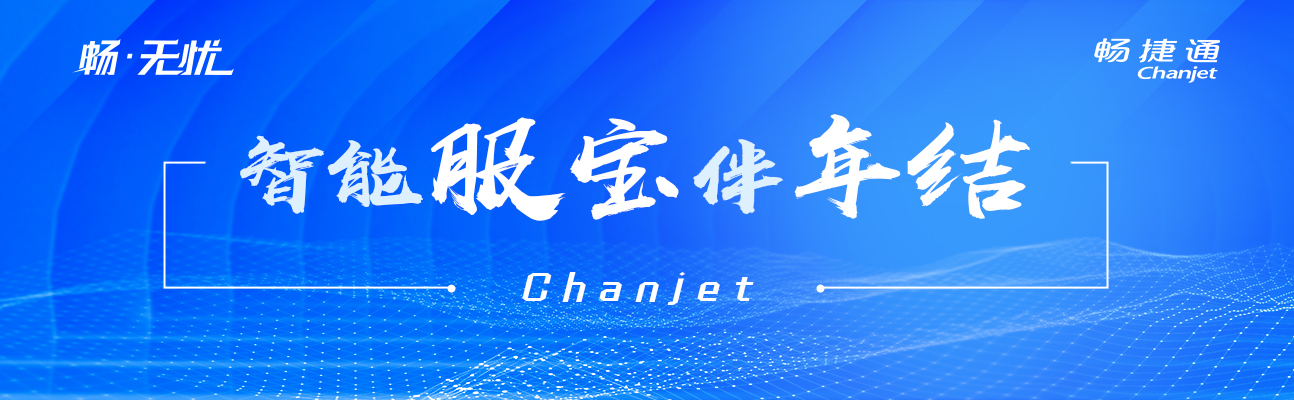 畅·无忧
畅捷通
Chanjet
智能服宝伴年结
Chanjet